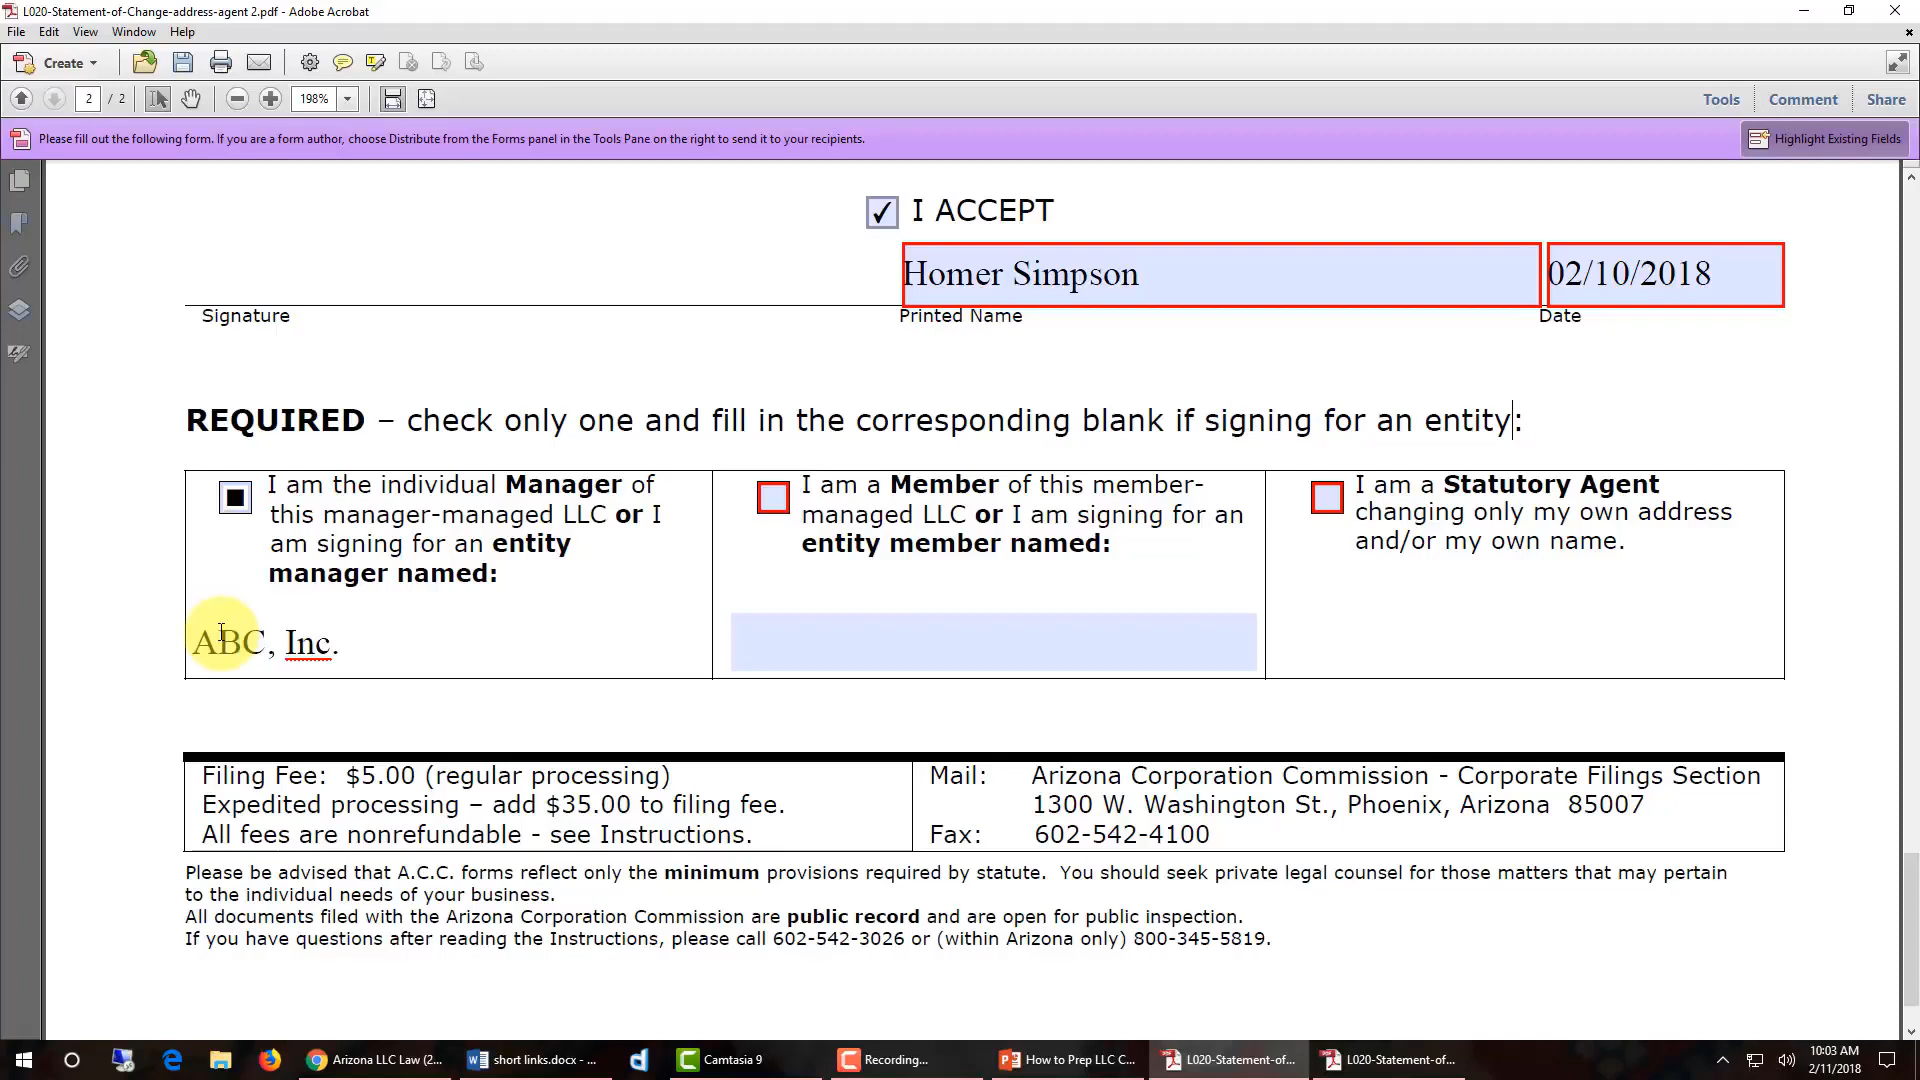 L020-Statement-of-Change-address-agent 2.pdf - Adobe Acrobat
File Edit View Window Help
Create
2 / 2 198% Tools Comment Share
Please fill out the following form. If you are a form author, choose Distribute from the Forms panel in the Tools Pane on the right to send it to your recipients. Highlight Existing Fields
✓ I ACCEPT
Homer Simpson 02/10/2018
Signature Printed Name Date
REQUIRED – check only one and fill in the corresponding blank if signing for an entity:
I am the individual Manager of
this manager-managed LLC or I
am signing for an entity
manager named:
ABC, Inc.
I am a Member of this member-
managed LLC or I am signing for an
entity member named:
I am a Statutory Agent
changing only my own address
and/or my own name.
Filing Fee: $5.00 (regular processing)
Expedited processing – add $35.00 to filing fee.
All fees are nonrefundable - see Instructions.
Mail: Arizona Corporation Commission - Corporate Filings Section
1300 W. Washington St., Phoenix, Arizona 85007
Fax: 602-542-4100
Please be advised that A.C.C. forms reflect only the minimum provisions required by statute. You should seek private legal counsel for those matters that may pertain
to the individual needs of your business.
All documents filed with the Arizona Corporation Commission are public record and are open for public inspection.
If you have questions after reading the Instructions, please call 602-542-3026 or (within Arizona only) 800-345-5819.
Arizona LLC Law (2... short links.docx - ... Camtasia 9 Recording... How to Prep LLC C... L020-Statement-of... L020-Statement-of... 10:03 AM
2/11/2018